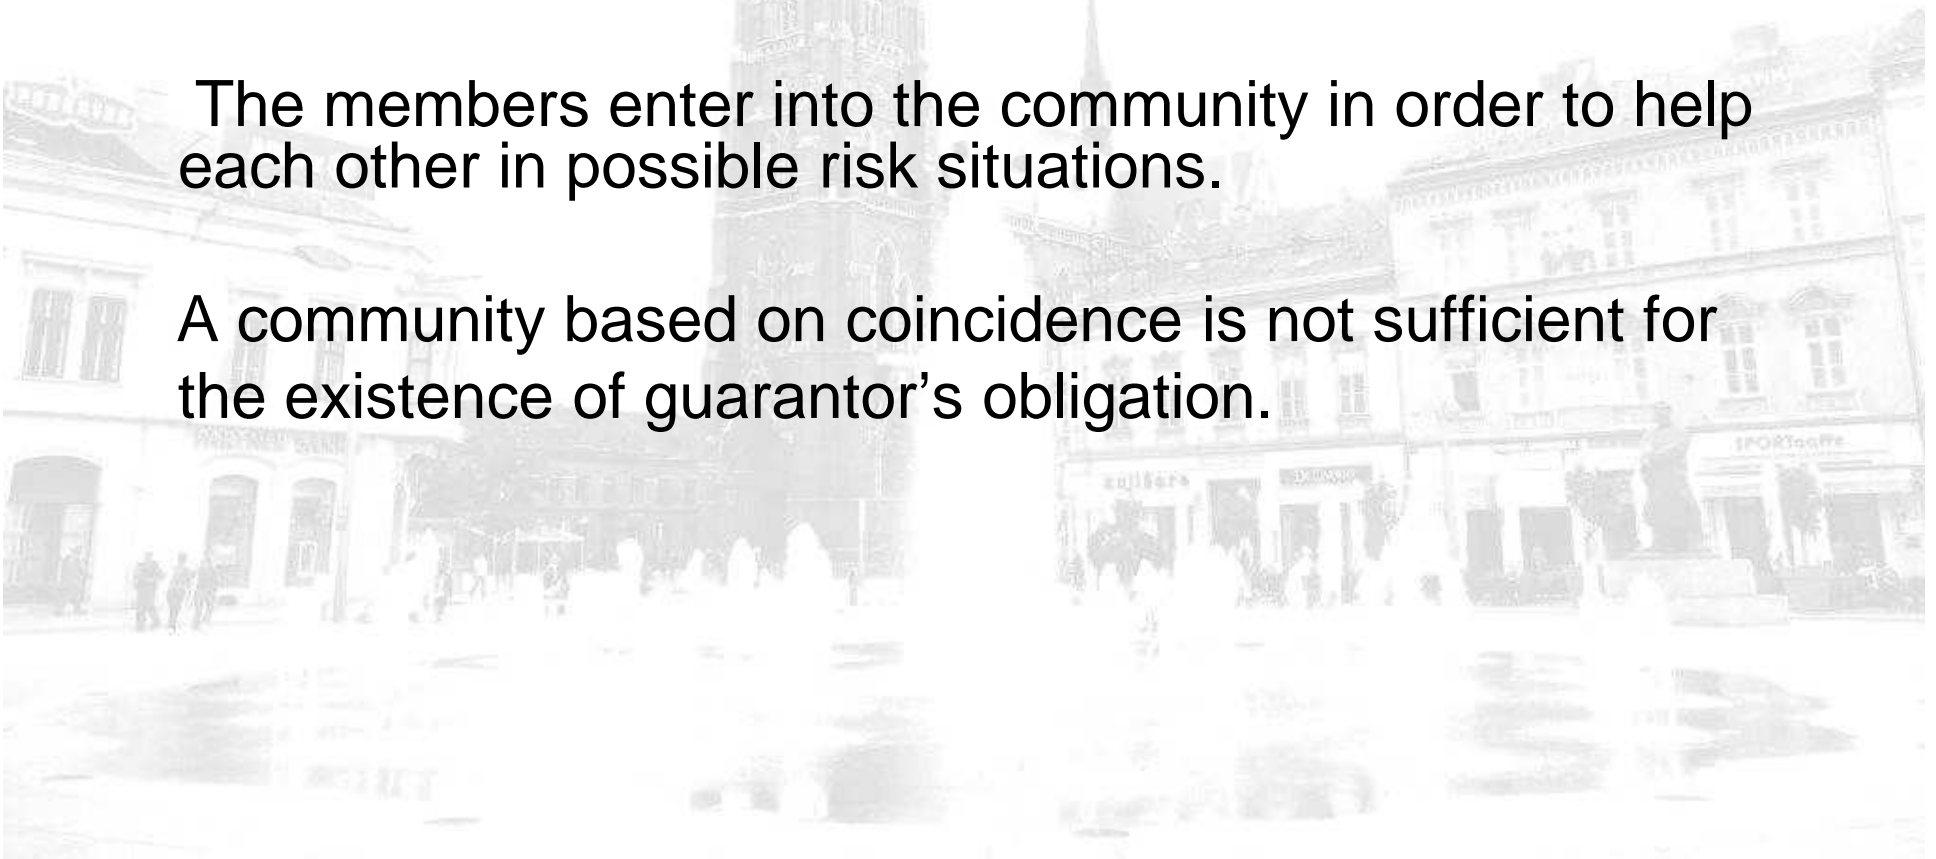 The members enter into the community in order to help
each other in possible risk situations.
A community based on coincidence is not sufficient for
the existence of guarantor’s obligation.